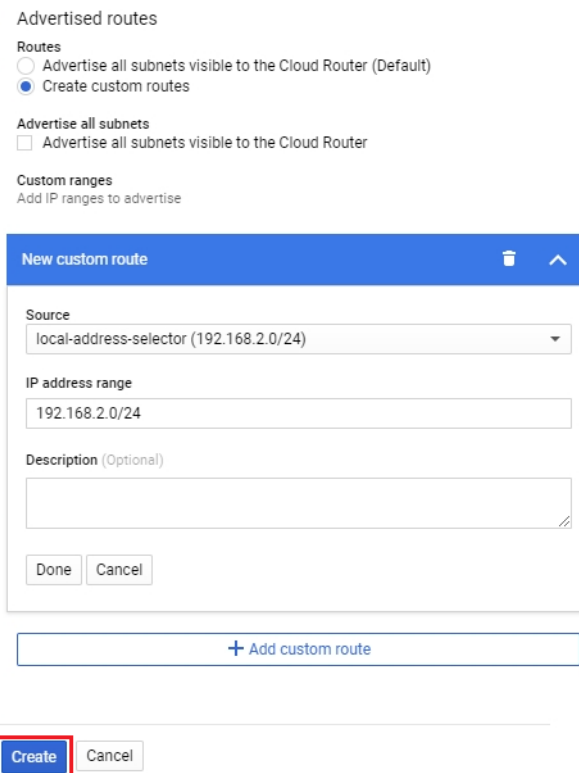 Advertised routes
Routes
Advertise all subnets visible to the Cloud Router (Default)
Create custom routes
Advertise all subnets
Advertise all subnets visible to the Cloud Router
Custom ranges
Add IP ranges to advertise
New custom route
Source
local-address-selector (192.168.2.0/24)
IP address range
192.168.2.0/24
Description (Optional)
Done Cancel
+ Add custom route
Create Cancel